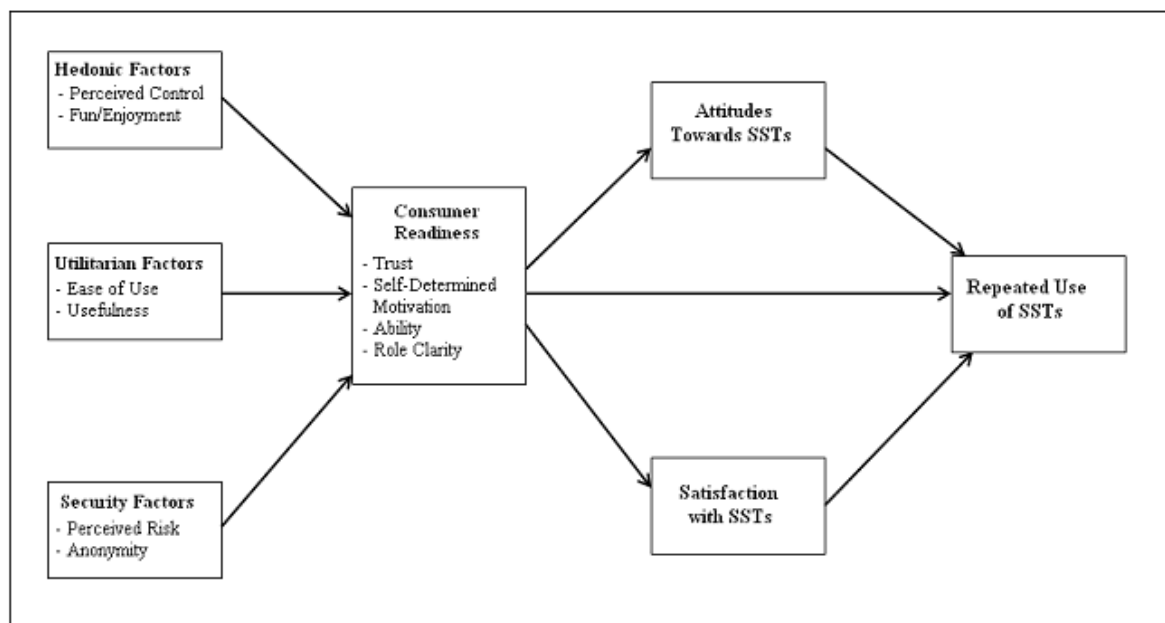 Hedonic Factors
- Perceived Control
- Fun/Enjoyment
Utilitarian Factors
- Ease of Use
- Usefulness
Security Factors
- Perceived Risk
- Anonymity
Consumer
Readiness
- Trust
- Self-Determined
Motivation
- Ability
- Role Clarity
Attitudes
Towards SSTs
Satisfaction
with SSTs
Repeated Use
of SSTs